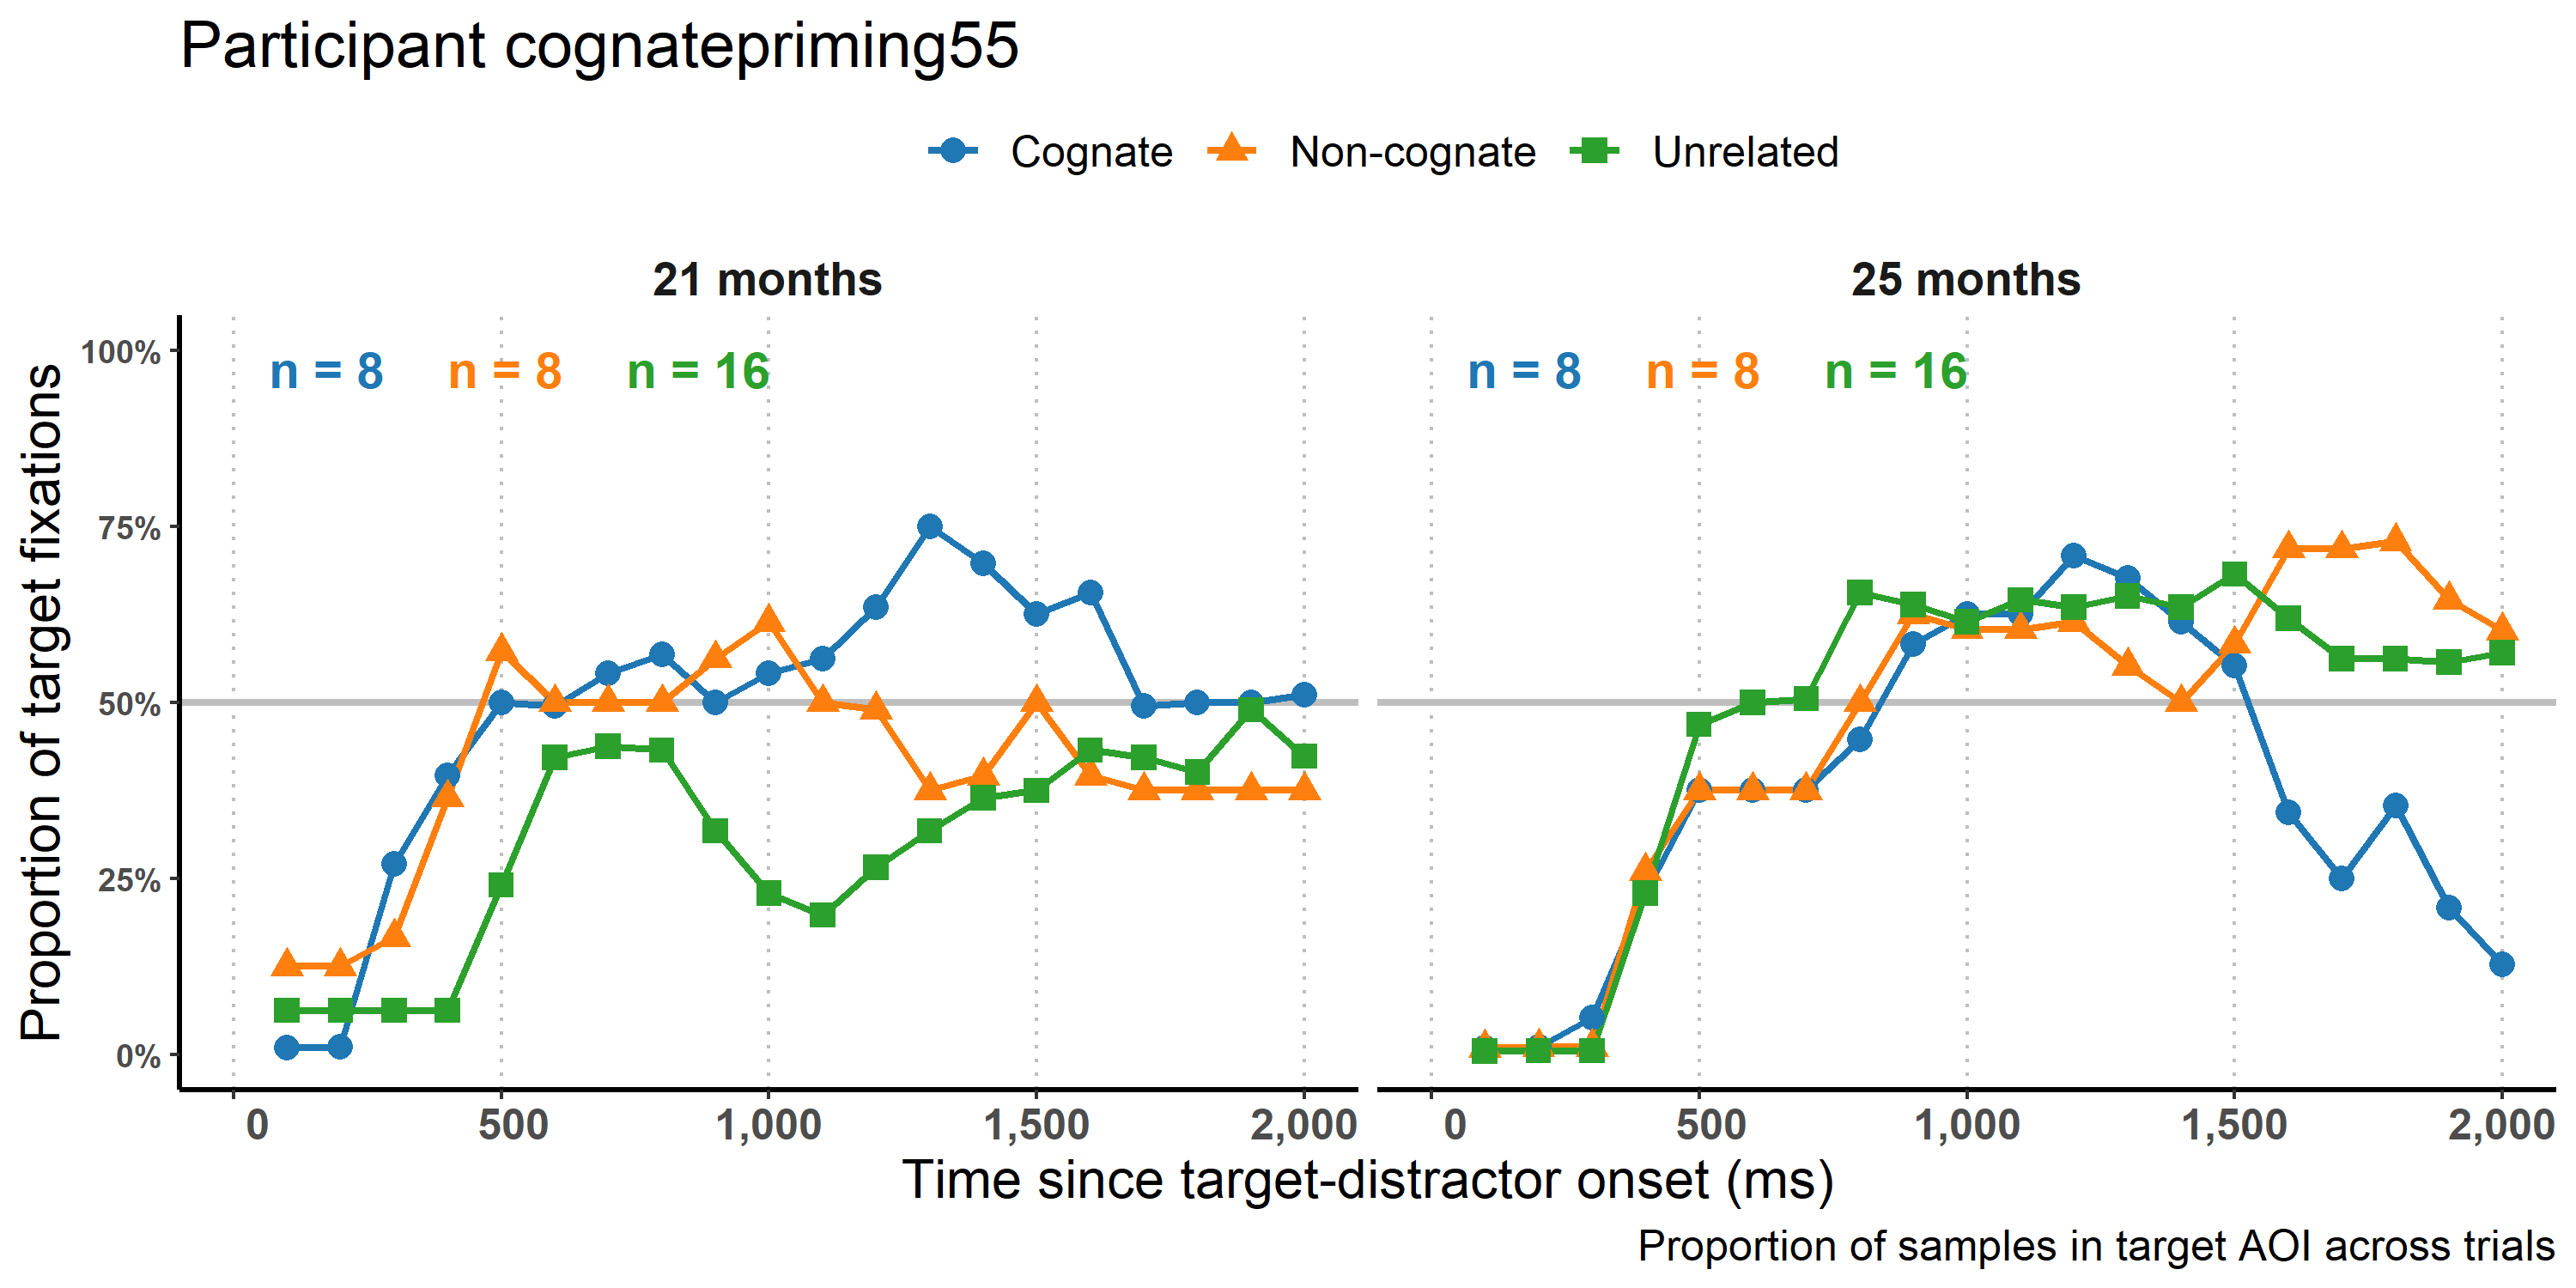 Participant cognatepriming55
Cognate Non-cognate Unrelated
21 months 25 months
n = 8 n = 8 n = 16 n = 8 n = 8 n = 16
100%
75%
50%
25%
0%
Proportion of target fixations
0 500 1,000 1,500 2,000 0 500 1,000 1,500 2,000
Time since target-distractor onset (ms)
Proportion of samples in target AOI across trials